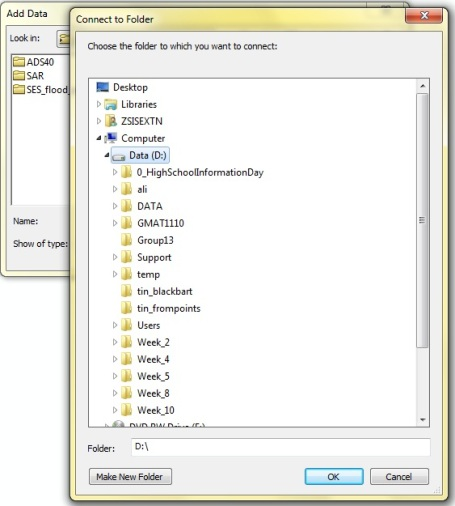 Add Data
Connect to Folder
Look in:
ADS40
SAR
SES_flood
Name:
Show of type:
Choose the folder to which you want to connect:
Desktop
Libraries
ZSISEXTN
Computer
Data (D:)
0_HighSchoolInformationDay
ali
DATA
GMAT1110
Group13
Support
temp
tin_blackbart
tin_frompoints
Users
Week_2
Week_4
Week_5
Week_8
Week_10
DVD RW Drive (E:)
Folder:
D:\
Make New Folder
OK
Cancel